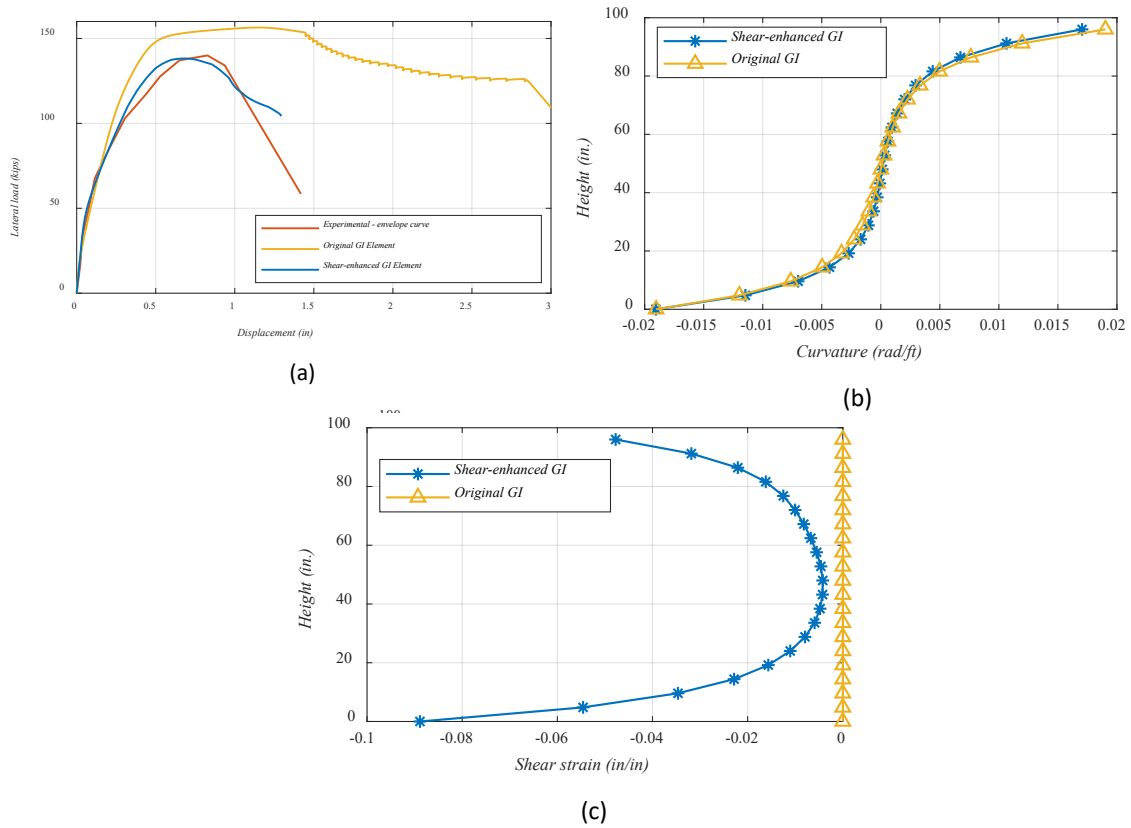 150
100
50
0
Lateral load (kips)
Experimental - envelope curve
Original GI Element
Shear-enhanced GI Element
0 0.5 1 1.5 2 2.5 3
Displacement (in)
(a)
100
80
60
40
20
0
Height (in.)
Shear-enhanced GI
Original GI
-0.02 -0.015 -0.01 -0.005 0 0.005 0.01 0.015 0.02
Curvature (rad/ft)
(b)
100
80
60
40
20
0
Height (in.)
Shear-enhanced GI
Original GI
-0.1 -0.08 -0.06 -0.04 -0.02 0
Shear strain (in/in)
(c)